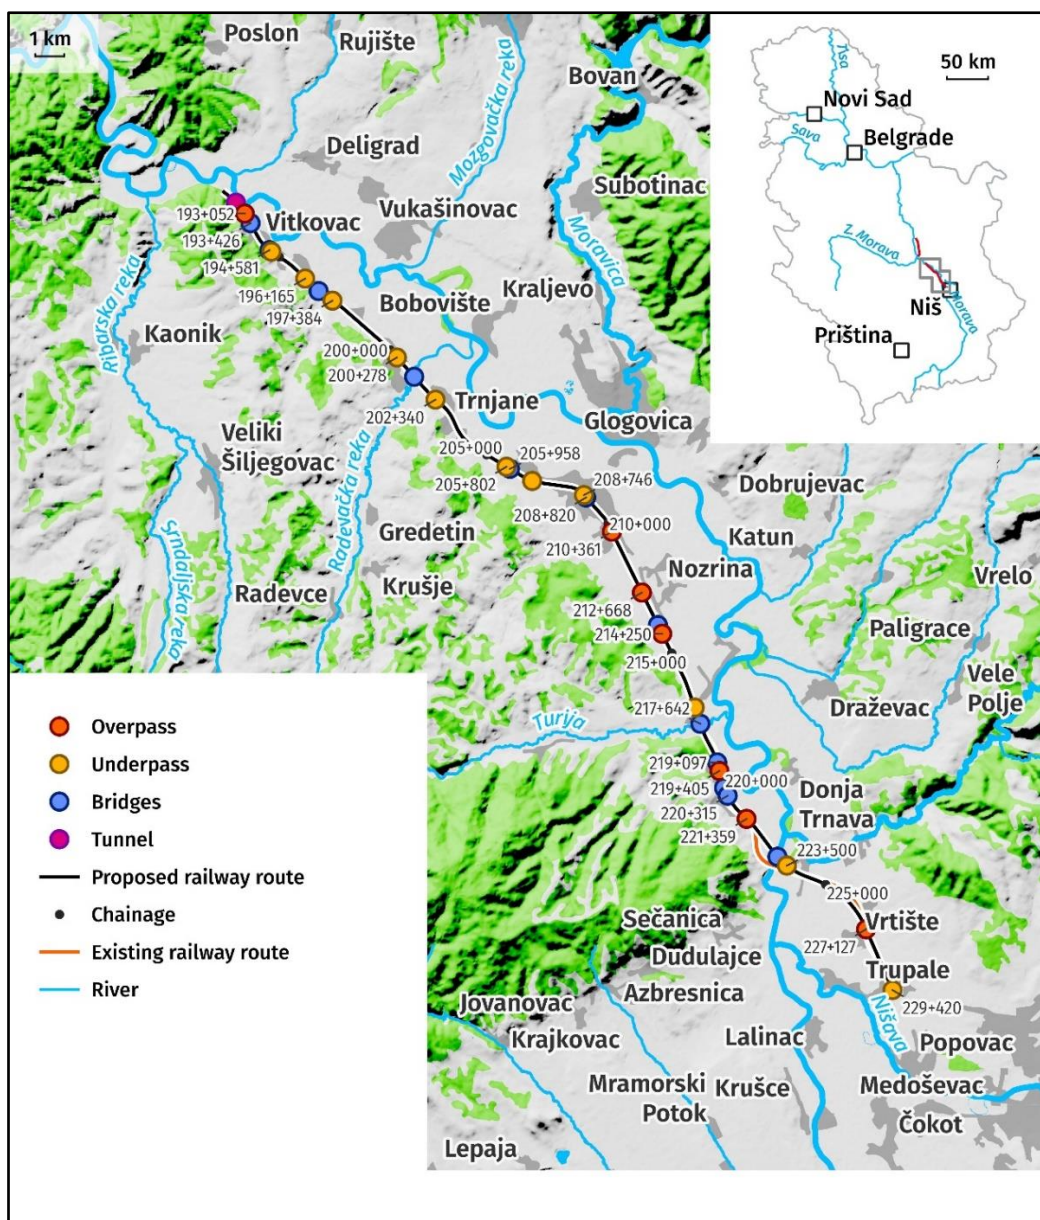 1 km
Poslon
Rujište
Bovan
Mozgovačka reka
Deligrad
Subotinac
Vukašinovac
193+052
Vitkovac
193+426
194+581
Moravica
Ribarska reka
196+165
197+384
Bobovište
Kraljevo
Kaonik
200+000
200+278
202+340
Trnjane
Glogovica
Veliki
Šiljegovac
205+000
205+958
205+802
208+746
208+820
210+000
210+361
Dobrujevac
Radevačka reka
Gredetin
Katun
Srndaljska reka
Radevce
Krušje
Nozrina
Vrelo
212+668
214+250
215+000
Paligrace
Vele
Polje
217+642
Turija
Draževac
219+097
220+000
219+405
220+315
221+359
Donja
Trnava
223+500
225+000
Sečanica
Vrtište
227+127
Dudulajce
Trupale
229+420
Azbresnica
Jovanovac
Krajkovac
Nišava
Lalinac
Popovac
Mramorski
Potok
Krušce
Medoševac
Čokot
Lepaja
Overpass
Underpass
Bridges
Tunnel
Proposed railway route
Chainage
Existing railway route
River
50 km
Tisa
Novi Sad
Sava
Belgrade
Z. Morava
Niš
J. Morava
Priština